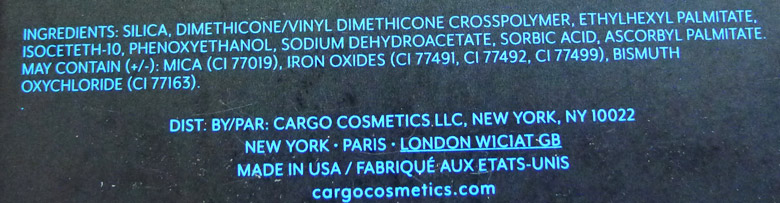 INGREDIENTS: SILICA, DIMETHICONE/VINYL DIMETHICONE CROSSPOLYMER, ETHYLHEXYL PALMITATE,
ISOCETETH-10, PHENOXYETHANOL, SODIUM DEHYDROACETATE, SORBIC ACID, ASCORBYL PALMITATE.
MAY CONTAIN (+/-): MICA (CI 77019), IRON OXIDES (CI 77491, CI 77492, CI 77499), BISMUTH
OXYCHLORIDE (CI 77163).
DIST. BY/PAR: CARGO COSMETICS LLC, NEW YORK, NY 10022
NEW YORK • PARIS • LONDON WIC1AT GB
MADE IN USA / FABRIQUÉ AUX ETATS-UNIS
cargocosmetics.com